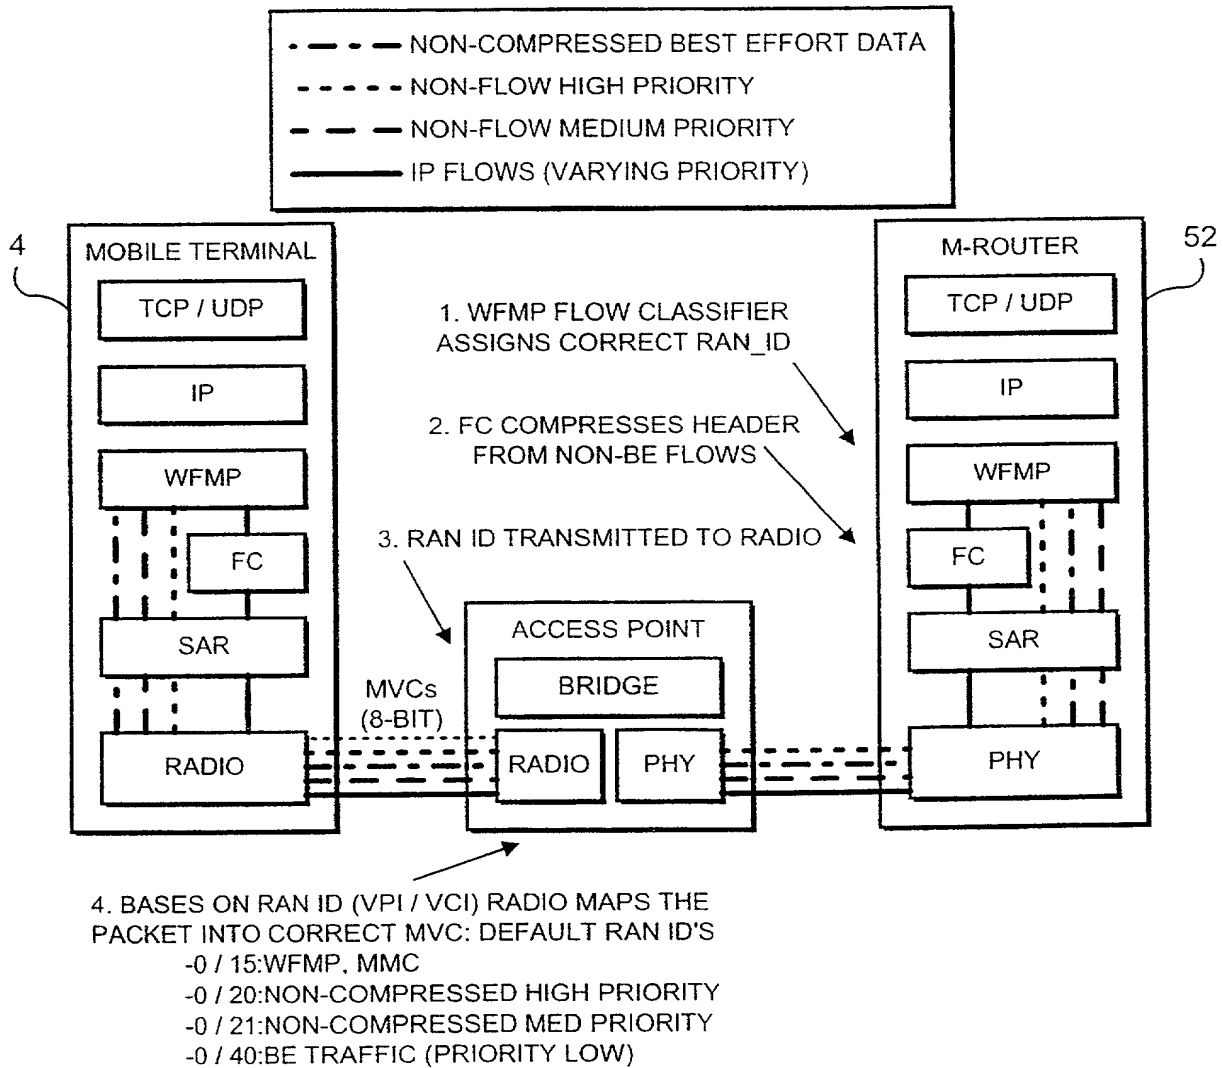 NON-COMPRESSED BEST EFFORT DATA
NON-FLOW HIGH PRIORITY
NON-FLOW MEDIUM PRIORITY
IP FLOWS (VARYING PRIORITY)
4
MOBILE TERMINAL
TCP / UDP
IP
WFMP
FC
SAR
RADIO
1. WFMP FLOW CLASSIFIER
ASSIGNS CORRECT RAN_ID
2. FC COMPRESSES HEADER
FROM NON-BE FLOWS
3. RAN ID TRANSMITTED TO RADIO
MVCs
(8-BIT)
ACCESS POINT
BRIDGE
RADIO
PHY
52
M-ROUTER
TCP / UDP
IP
WFMP
FC
SAR
PHY
4. BASES ON RAN ID (VPI / VCI) RADIO MAPS THE
PACKET INTO CORRECT MVC: DEFAULT RAN ID'S
-0 / 15:WFMP, MMC
-0 / 20:NON-COMPRESSED HIGH PRIORITY
-0 / 21:NON-COMPRESSED MED PRIORITY
-0 / 40:BE TRAFFIC (PRIORITY LOW)